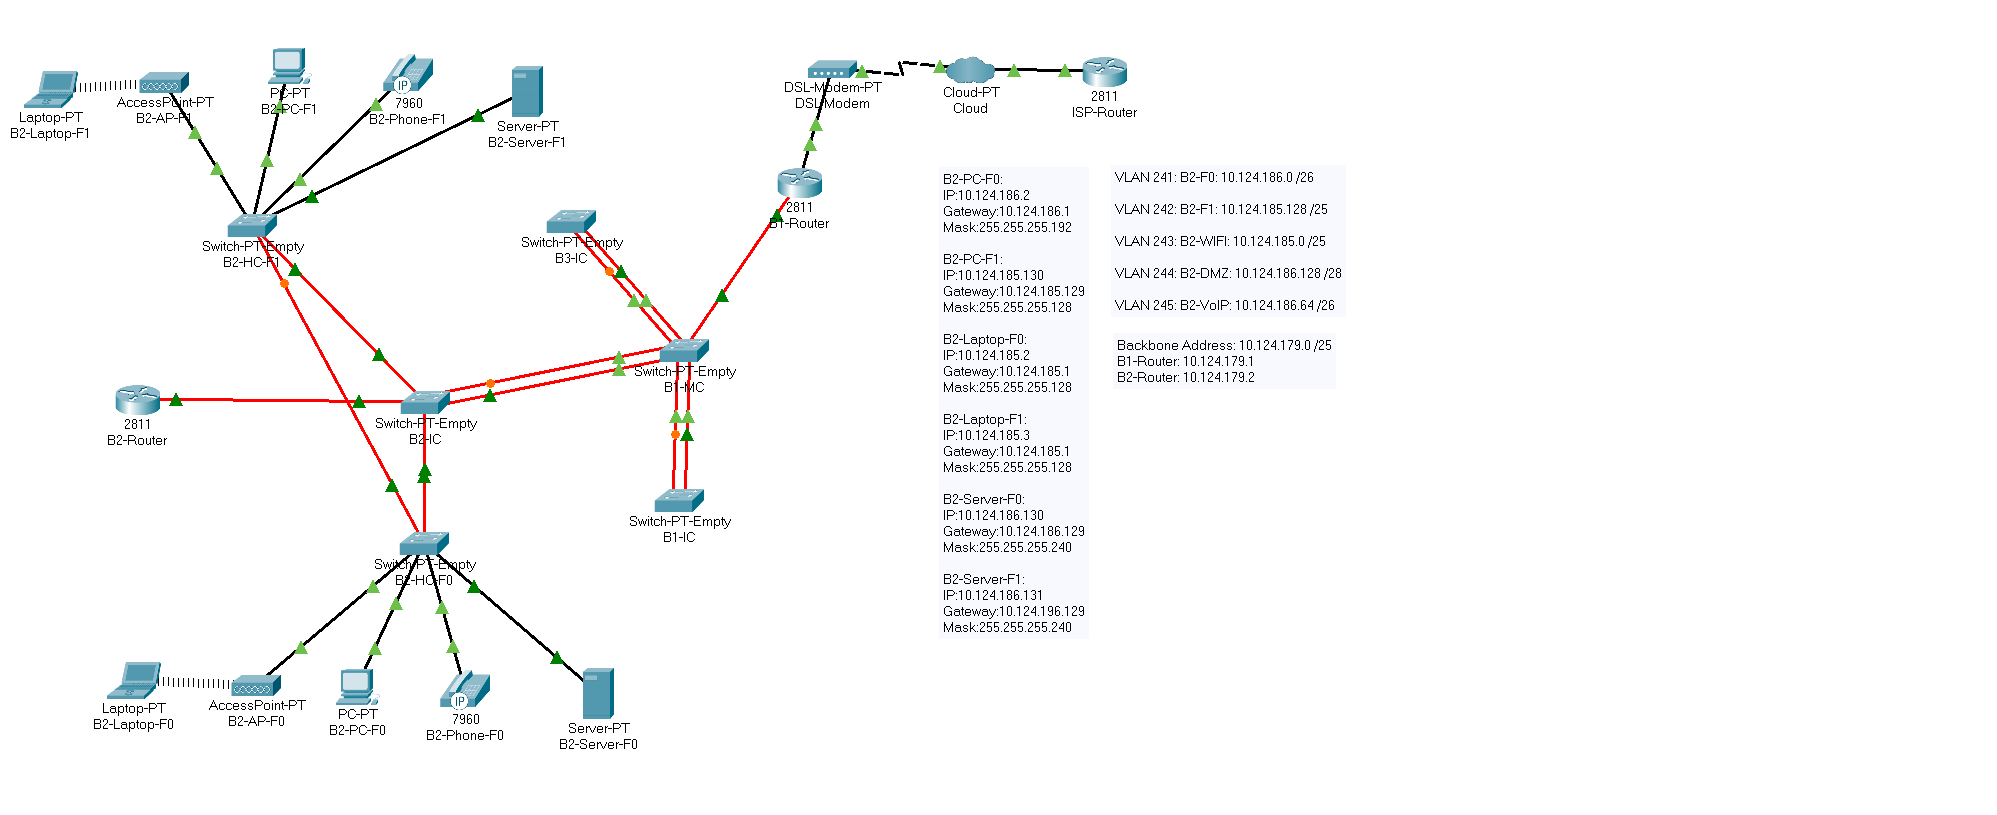 Laptop-PT
B2-Laptop-F1
AccessPoint-PT
B2-AP-F1
PC-PT
B2-PC-F1
IP
7960
B2-Phone-F1
Server-PT
B2-Server-F1
DSL-Modem-PT
DSL-Modem
Cloud-PT
Cloud
2811
ISP-Router
2811
B1-Router
Switch-PT-Empty
B2-HC-F1
Switch-PT-Empty
B3-IC
Switch-PT-Empty
B1-MC
2811
B2-Router
Switch-PT-Empty
B2-IC
Switch-PT-Empty
B1-IC
Switch-PT-Empty
B2-HC-F0
Laptop-PT
B2-Laptop-F0
AccessPoint-PT
B2-AP-F0
PC-PT
B2-PC-F0
IP
7960
B2-Phone-F0
Server-PT
B2-Server-F0
B2-PC-F0:
IP:10.124.186.2
Gateway:10.124.186.1
Mask:255.255.255.192
B2-PC-F1:
IP:10.124.185.130
Gateway:10.124.185.129
Mask:255.255.255.128
B2-Laptop-F0:
IP:10.124.185.2
Gateway:10.124.185.1
Mask:255.255.255.128
B2-Laptop-F1:
IP:10.124.185.3
Gateway:10.124.185.1
Mask:255.255.255.128
B2-Server-F0:
IP:10.124.186.130
Gateway:10.124.186.129
Mask:255.255.255.240
B2-Server-F1:
IP:10.124.186.131
Gateway:10.124.196.129
Mask:255.255.255.240
VLAN 241: B2-F0: 10.124.186.0 /26
VLAN 242: B2-F1: 10.124.185.128 /25
VLAN 243: B2-WIFI: 10.124.185.0 /25
VLAN 244: B2-DMZ: 10.124.186.128 /28
VLAN 245: B2-VoIP: 10.124.186.64 /26
Backbone Address: 10.124.179.0 /25
B1-Router: 10.124.179.1
B2-Router: 10.124.179.2